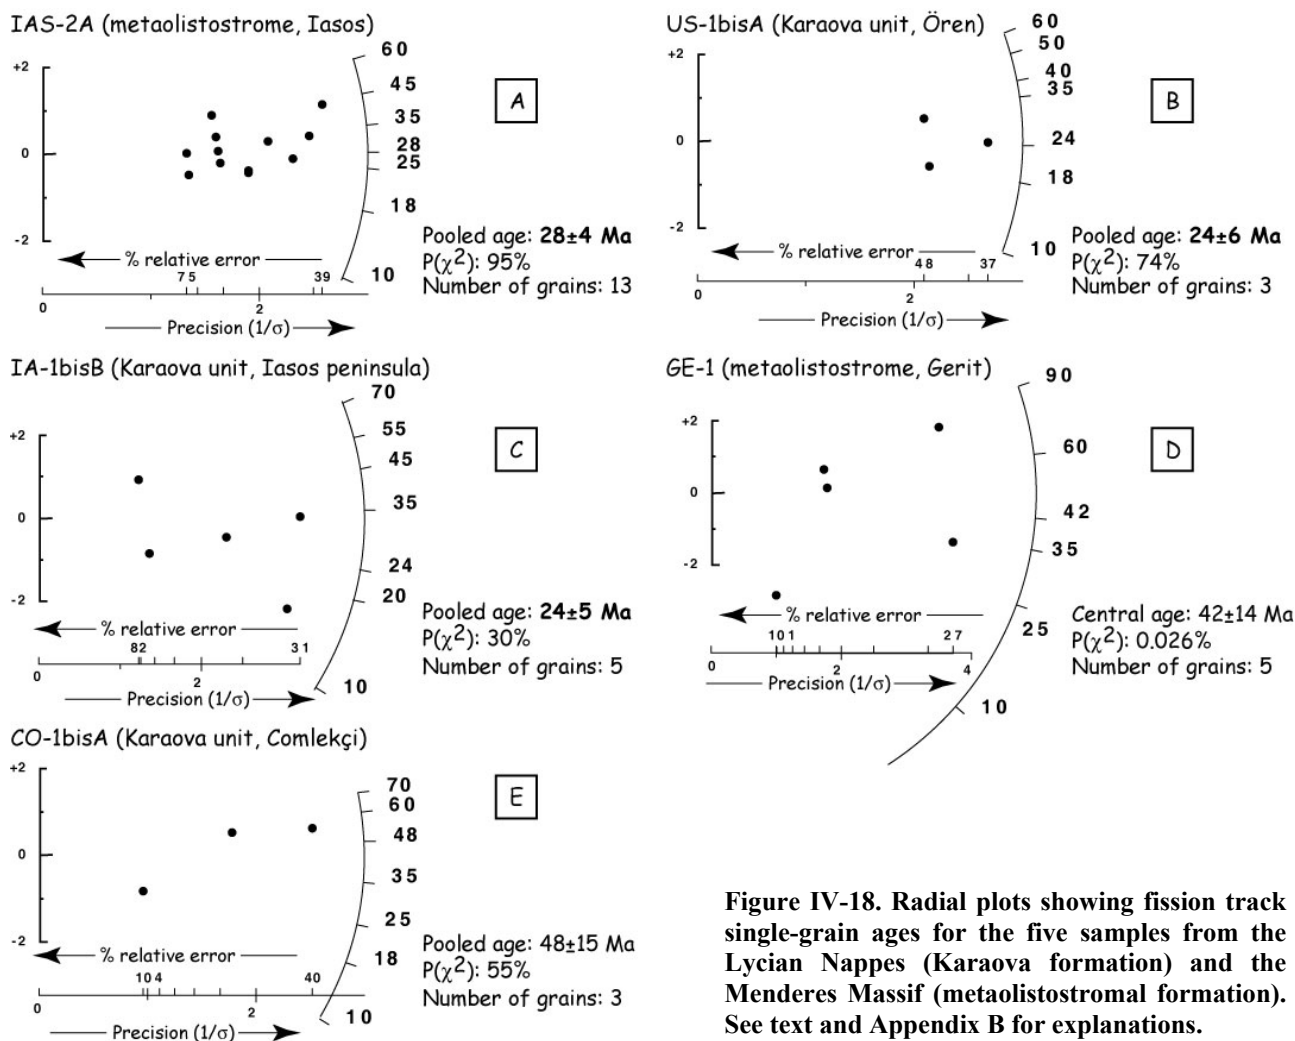 IAS-2A (metaolistostrome, Iasos)
+2
0
-2
60
45
35
28
25
18
10
A
Pooled age: 28±4 Ma
P(χ²): 95%
Number of grains: 13
% relative error
75
39
0
2
Precision (1/σ)
US-1bisA (Karaova unit, Ören)
+2
0
-2
60
50
40
35
24
18
10
B
Pooled age: 24±6 Ma
P(χ²): 74%
Number of grains: 3
% relative error
48
37
0
2
Precision (1/σ)
IA-1bisB (Karaova unit, Iasos peninsula)
+2
0
-2
70
55
45
35
24
20
10
C
Pooled age: 24±5 Ma
P(χ²): 30%
Number of grains: 5
% relative error
82
31
0
2
Precision (1/σ)
GE-1 (metaolistostrome, Gerit)
+2
0
-2
90
60
42
35
25
10
D
Central age: 42±14 Ma
P(χ²): 0.026%
Number of grains: 5
% relative error
101
27
0
2
4
Precision (1/σ)
CO-1bisA (Karaova unit, Comlekçi)
+2
0
-2
70
60
48
35
25
18
10
E
Pooled age: 48±15 Ma
P(χ²): 55%
Number of grains: 3
% relative error
104
40
0
2
Precision (1/σ)
Figure IV-18. Radial plots showing fission track
single-grain ages for the five samples from the
Lycian Nappes (Karaova formation) and the
Menderes Massif (metaolistostromal formation).
See text and Appendix B for explanations.